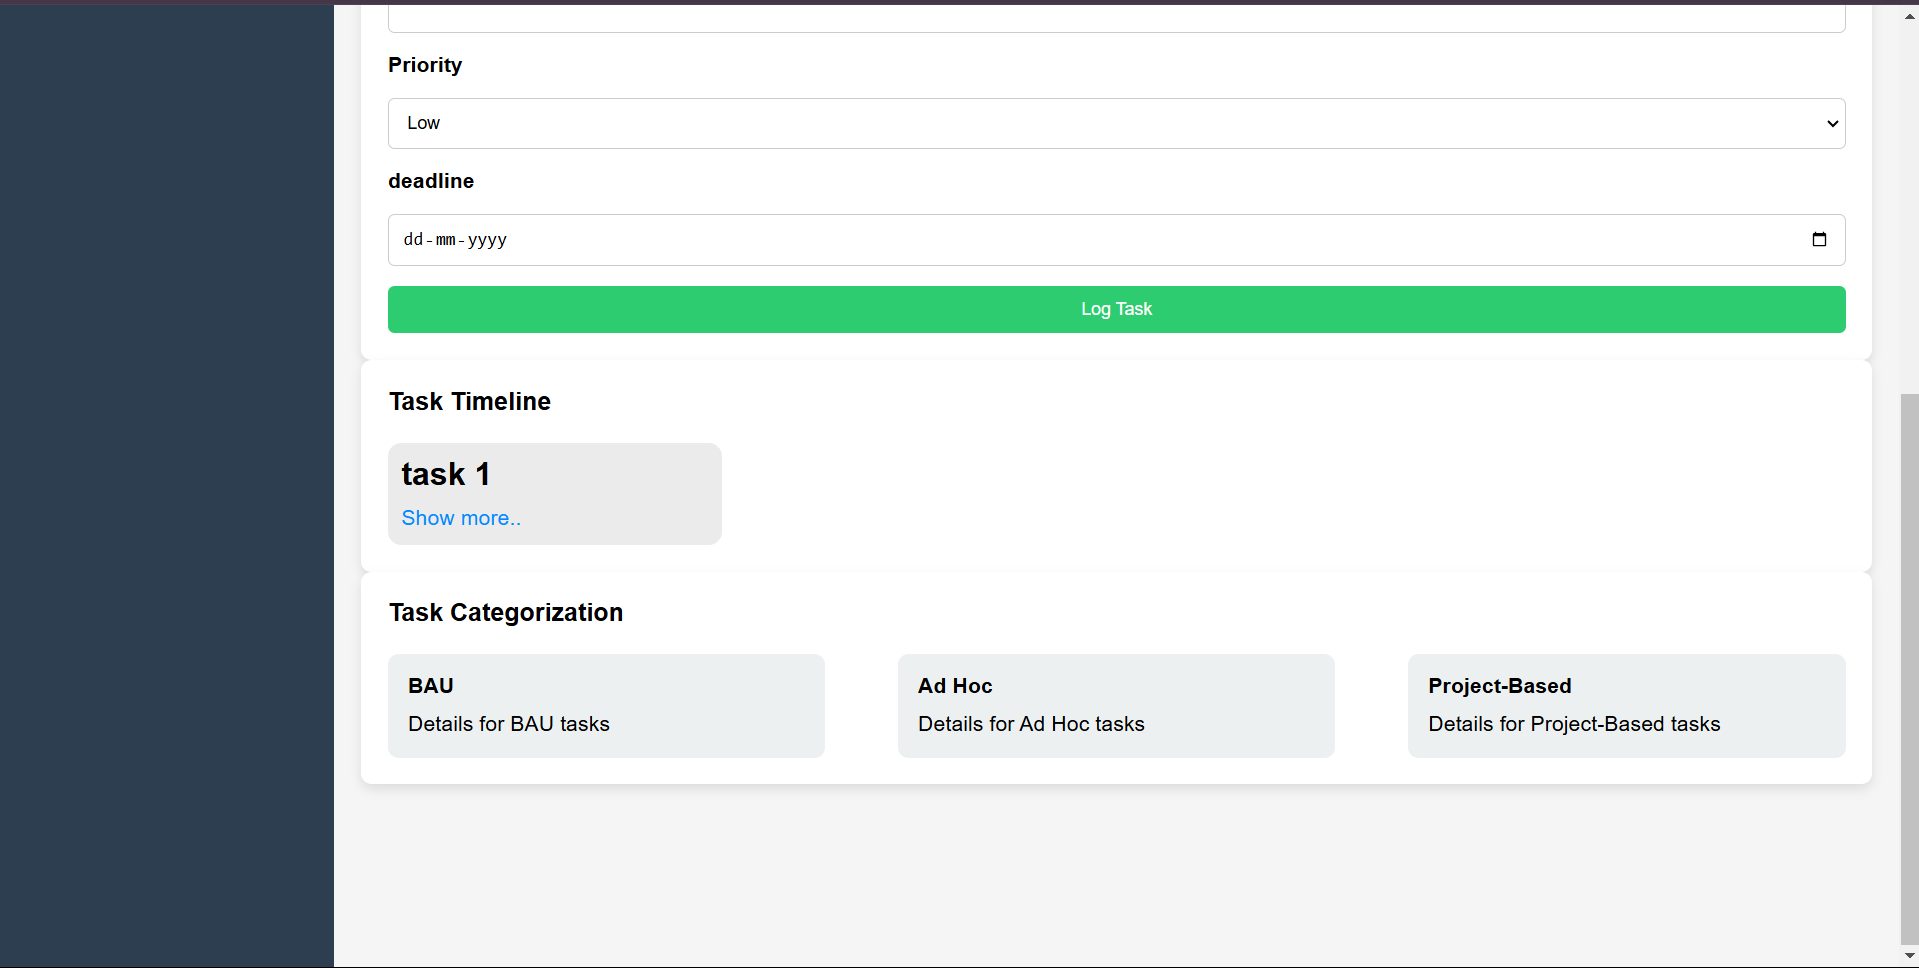 Priority
Low
deadline
dd-mm-yyyy
Log Task
Task Timeline
task 1
Show more..
Task Categorization
BAU
Details for BAU tasks
Ad Hoc
Details for Ad Hoc tasks
Project-Based
Details for Project-Based tasks